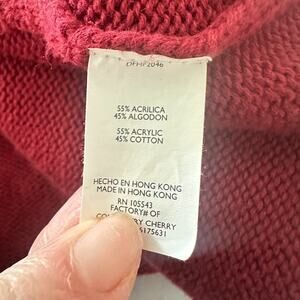 55% ACRILICA
45% ALGODON
55% ACRYLIC
45% COTTON
HECHO EN HONG KONG
MADE IN HONG KONG
RN 105543
FACTORY# OF
CHERRY
6175631